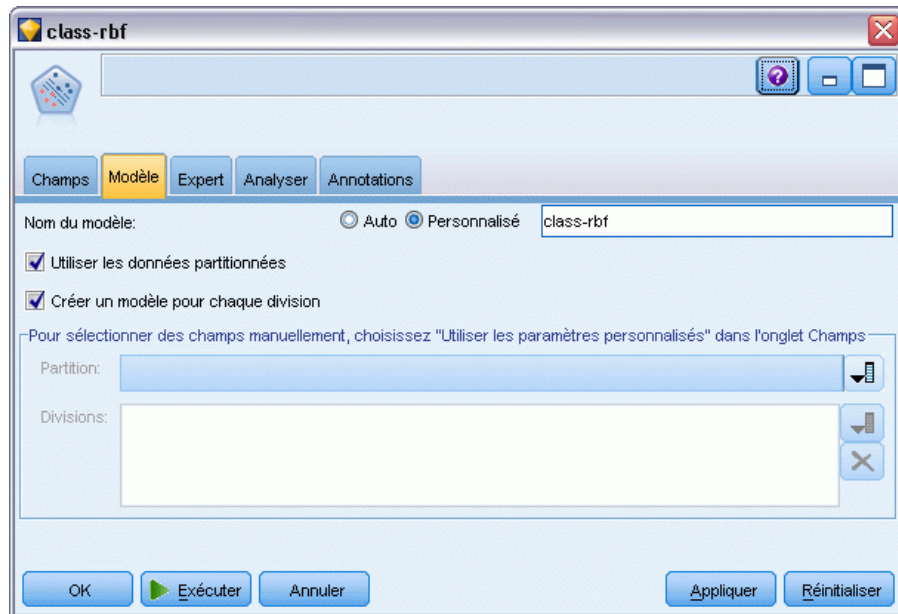 class-rbf
Champs Modèle Expert Analyser Annotations
Nom du modèle: Auto Personnalisé class-rbf
Utiliser les données partitionnées
Créer un modèle pour chaque division
Pour sélectionner des champs manuellement, choisissez "Utiliser les paramètres personnalisés" dans l'onglet Champs
Partition:
Divisions:
OK Exécuter Annuler Appliquer Réinitialiser